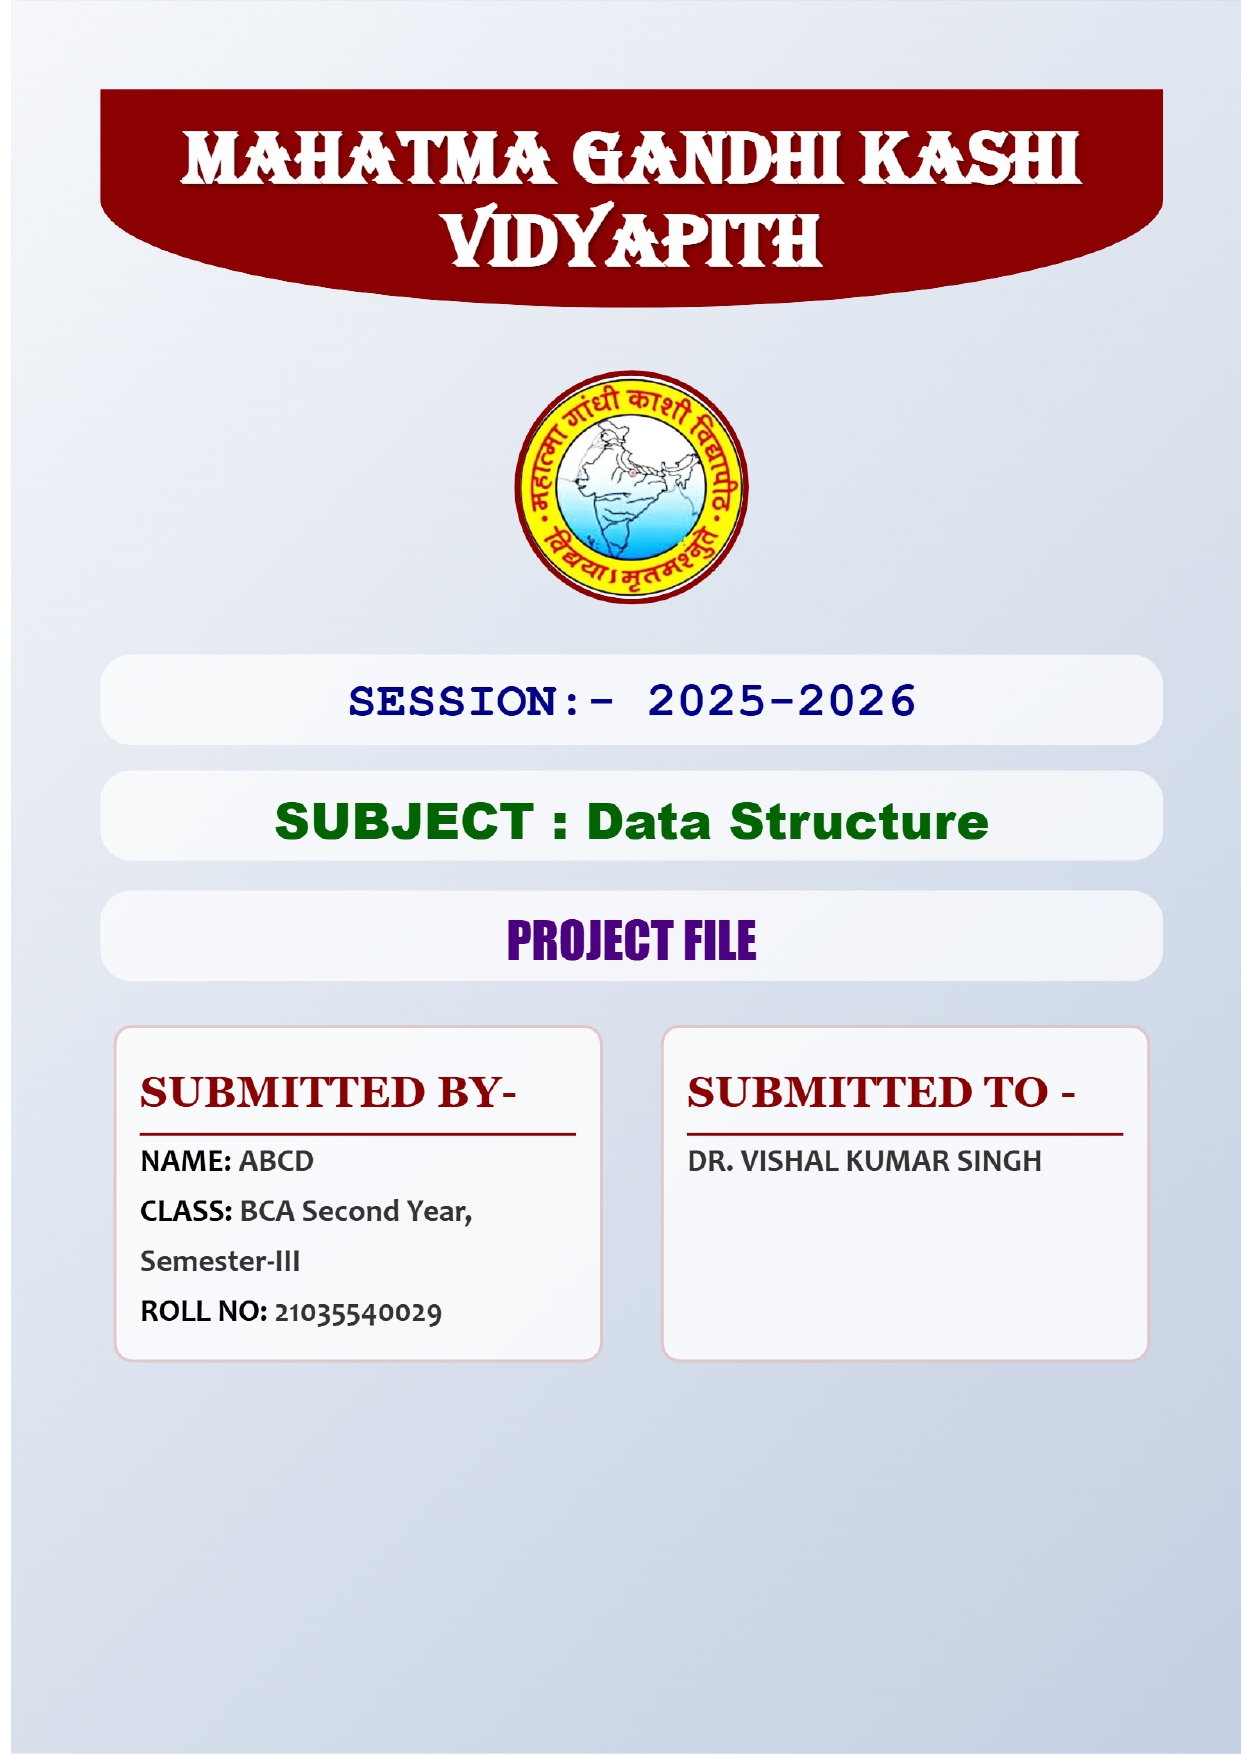 MAHATMA GANDHI KASHI
VIDYAPITH
महात्मा गांधी काशी विद्यापीठ
विद्यया।मृतमश्नुते
SESSION:- 2025-2026
SUBJECT : Data Structure
PROJECT FILE
SUBMITTED BY-
NAME: ABCD
CLASS: BCA Second Year,
Semester-III
ROLL NO: 21035540029
SUBMITTED TO -
DR. VISHAL KUMAR SINGH